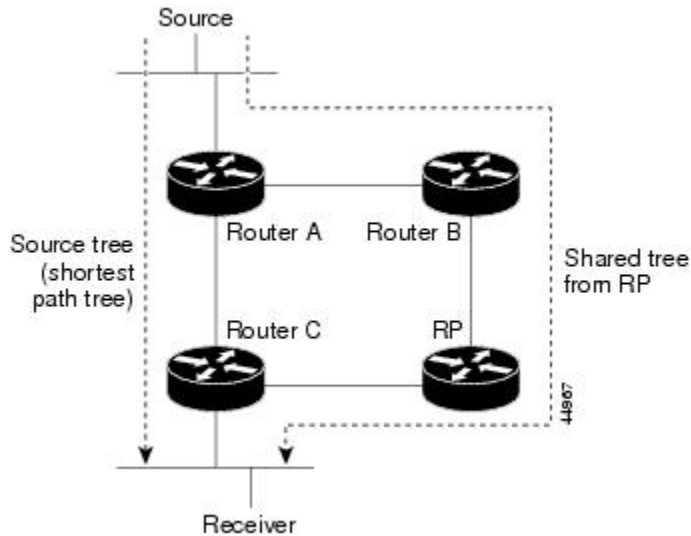 Source
Router A
Router B
Source tree
(shortest
path tree)
Shared tree
from RP
Router C
RP
44967
Receiver